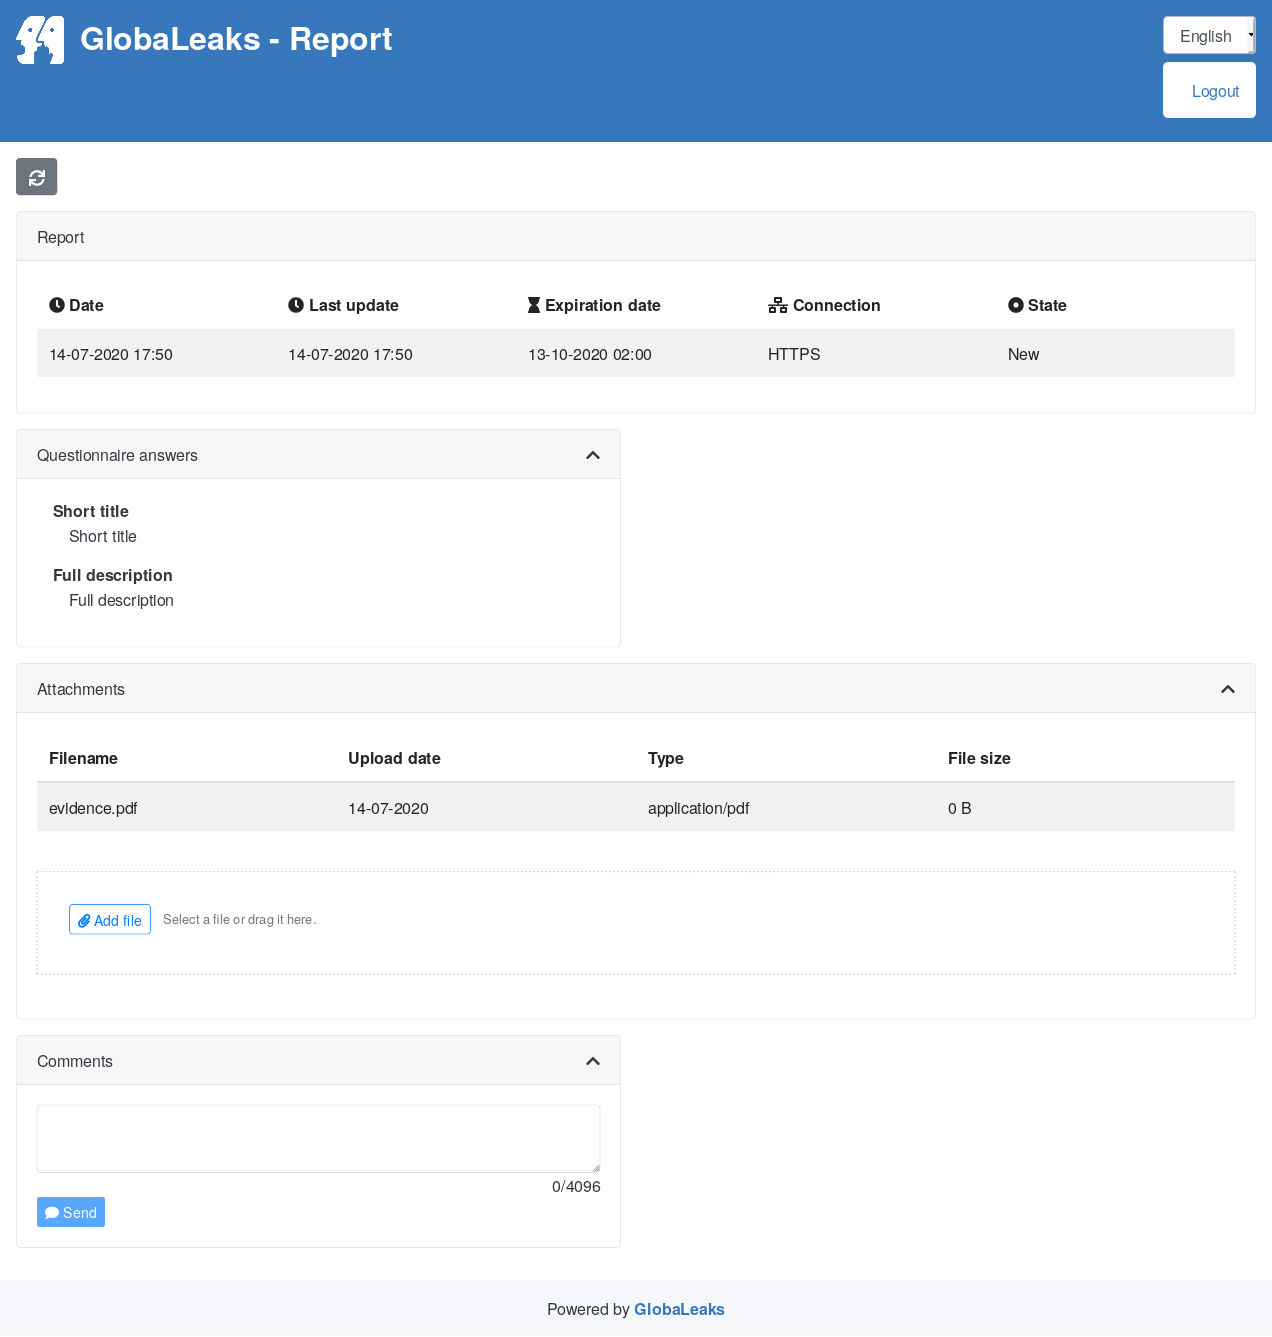 GlobaLeaks - Report
English
Logout
Report
Date Last update Expiration date Connection State
14-07-2020 17:50 14-07-2020 17:50 13-10-2020 02:00 HTTPS New
Questionnaire answers
Short title
Short title
Full description
Full description
Attachments
Filename Upload date Type File size
evidence.pdf 14-07-2020 application/pdf 0 B
Add file Select a file or drag it here.
Comments
0/4096
Send
Powered by GlobaLeaks